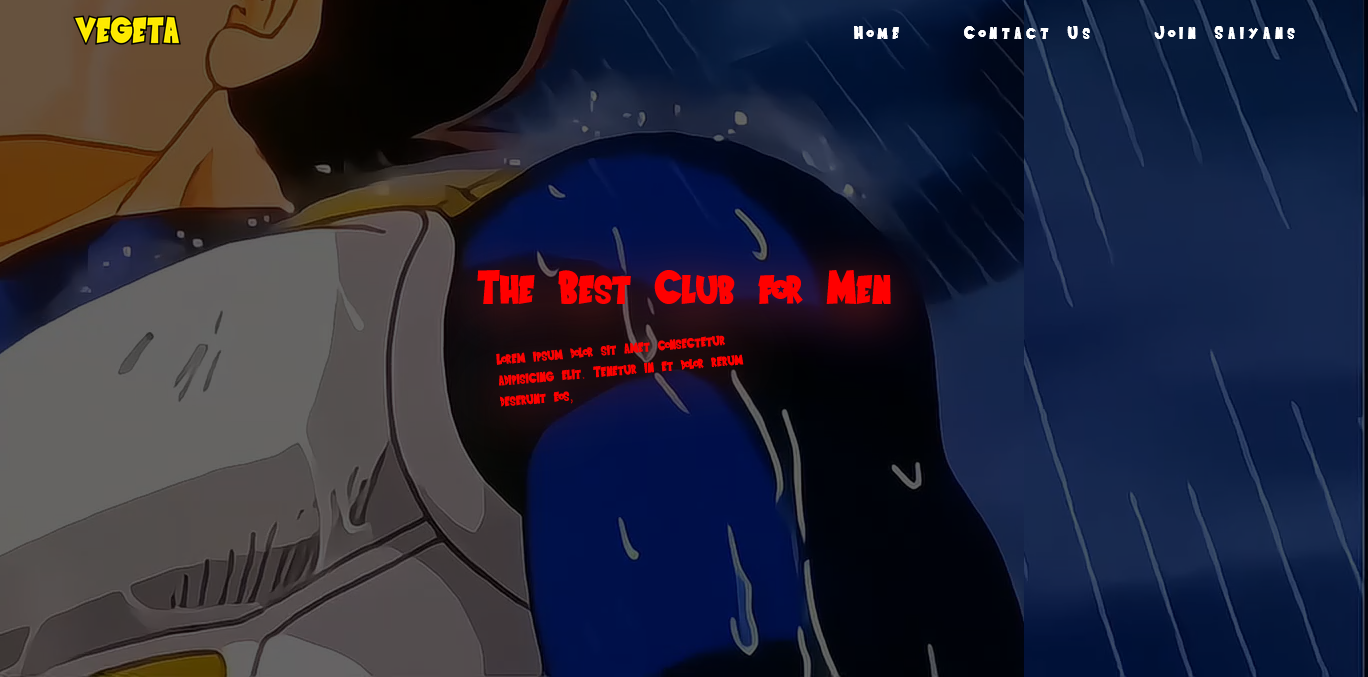 VEGETA
Home Contact Us Join Saiyans
The Best Club for Men
Lorem ipsum dolor sit amet consectetur
adipisicing elit. Tenetur in et dolor rerum
deserunt eos,